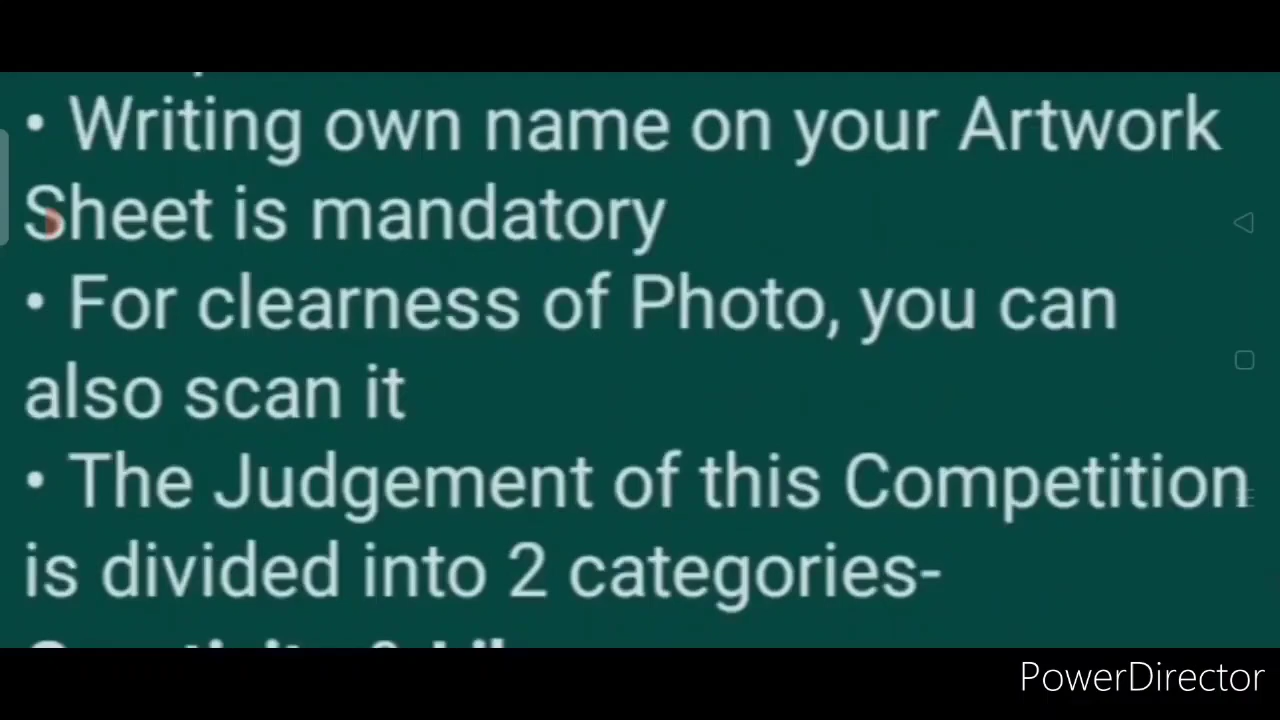 • Writing own name on your Artwork
Sheet is mandatory
• For clearness of Photo, you can
also scan it
• The Judgement of this Competition
is divided into 2 categories-
PowerDirector